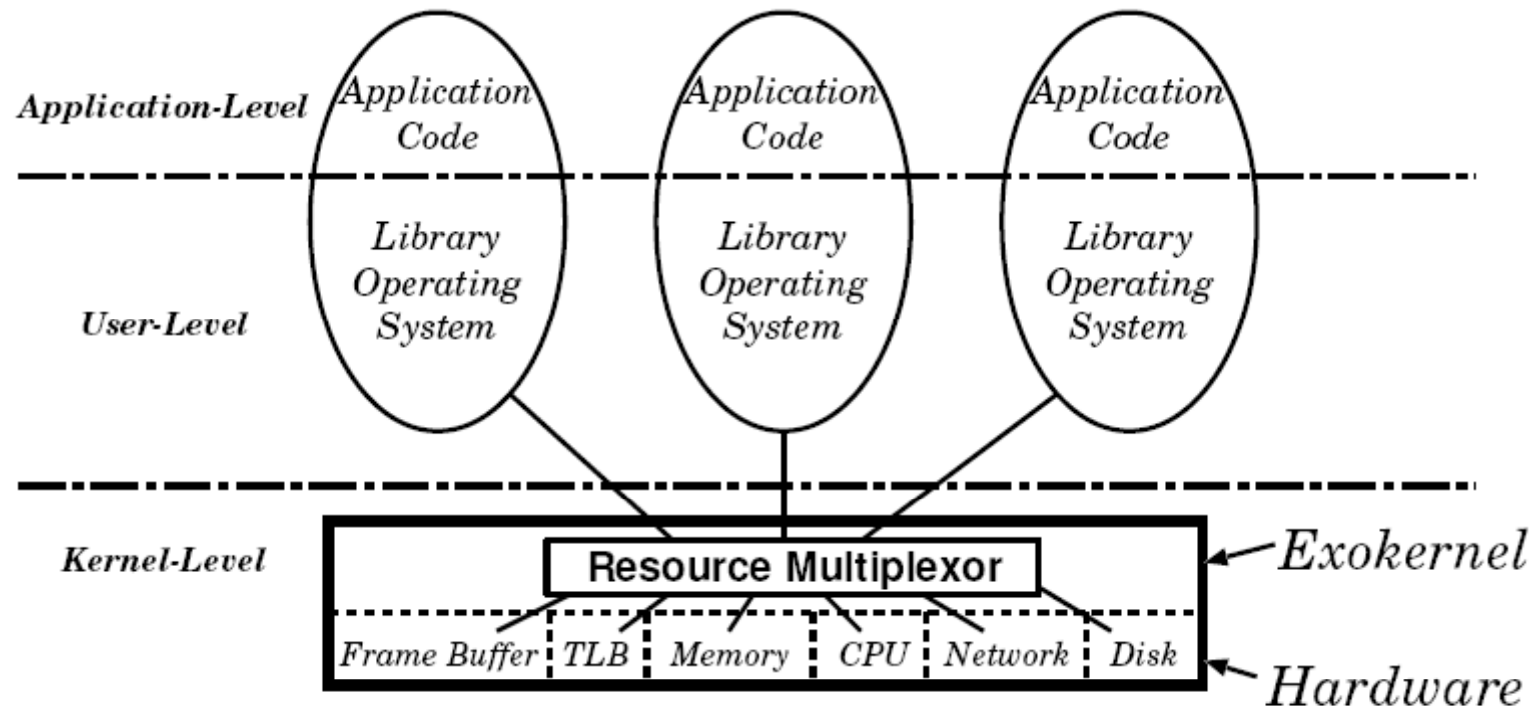 Application-Level
Application
Code
Application
Code
Application
Code
User-Level
Library
Operating
System
Library
Operating
System
Library
Operating
System
Kernel-Level
Resource Multiplexor
Exokernel
Frame Buffer
TLB
Memory
CPU
Network
Disk
Hardware